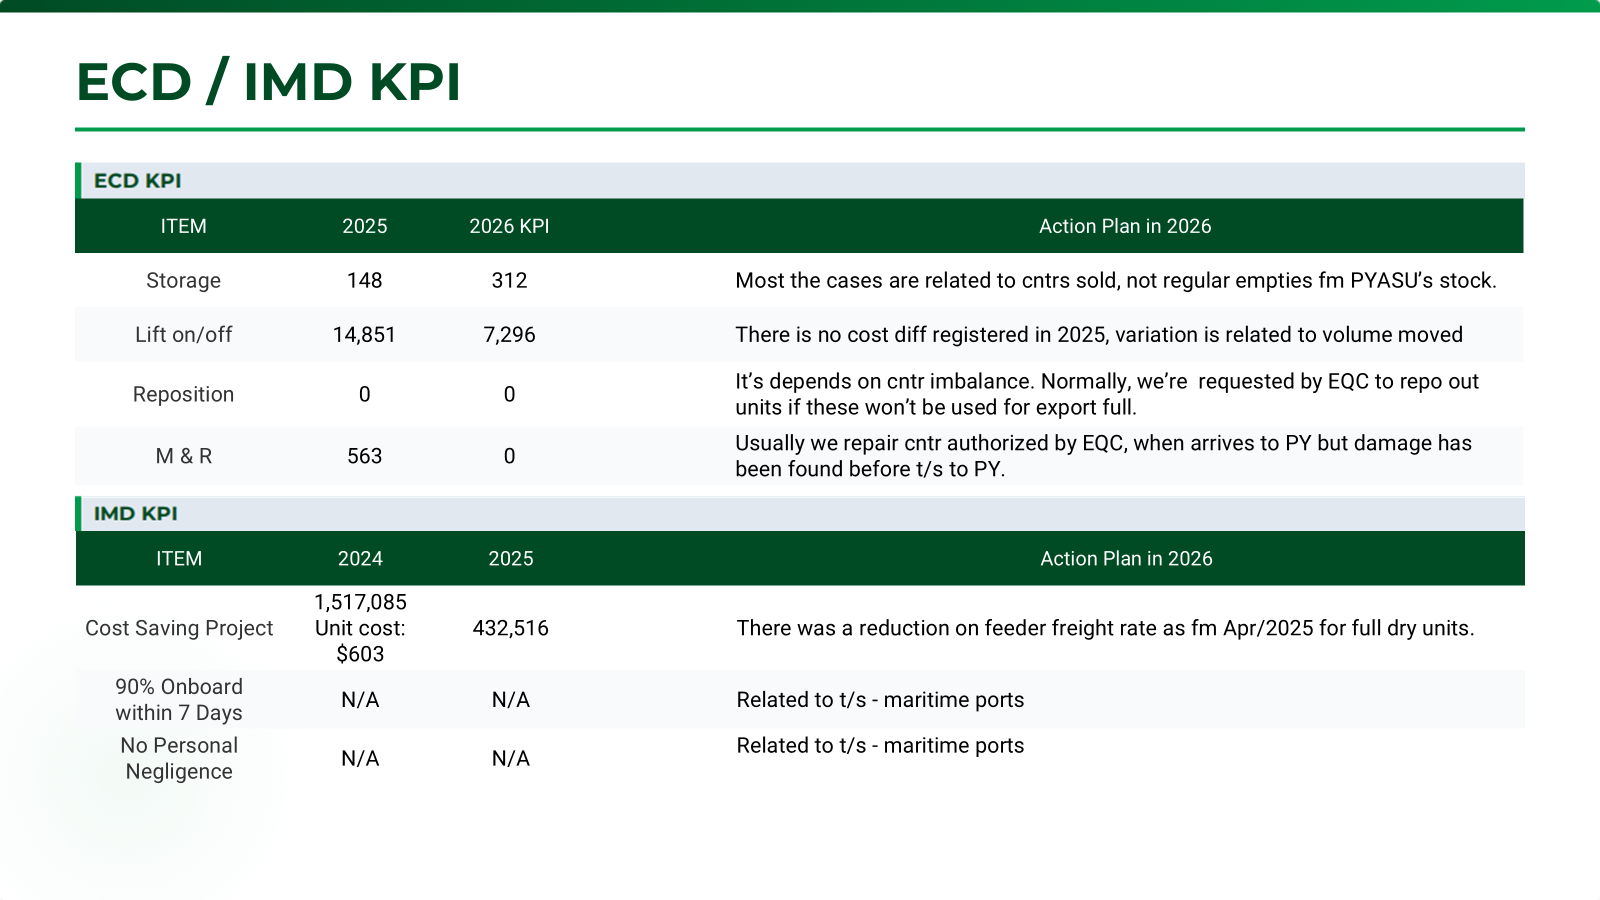 ECD / IMD KPI
ECD KPI
ITEM 2025 2026 KPI Action Plan in 2026
Storage 148 312 Most the cases are related to cntrs sold, not regular empties fm PYASU’s stock.
Lift on/off 14,851 7,296 There is no cost diff registered in 2025, variation is related to volume moved
Reposition 0 0 It’s depends on cntr imbalance. Normally, we’re  requested by EQC to repo out
units if these won’t be used for export full.
M & R 563 0 Usually we repair cntr authorized by EQC, when arrives to PY but damage has
been found before t/s to PY.
IMD KPI
ITEM 2024 2025 Action Plan in 2026
Cost Saving Project 1,517,085
Unit cost:
$603
432,516 There was a reduction on feeder freight rate as fm Apr/2025 for full dry units.
90% Onboard
within 7 Days
N/A N/A Related to t/s - maritime ports
No Personal
Negligence
N/A N/A Related to t/s - maritime ports